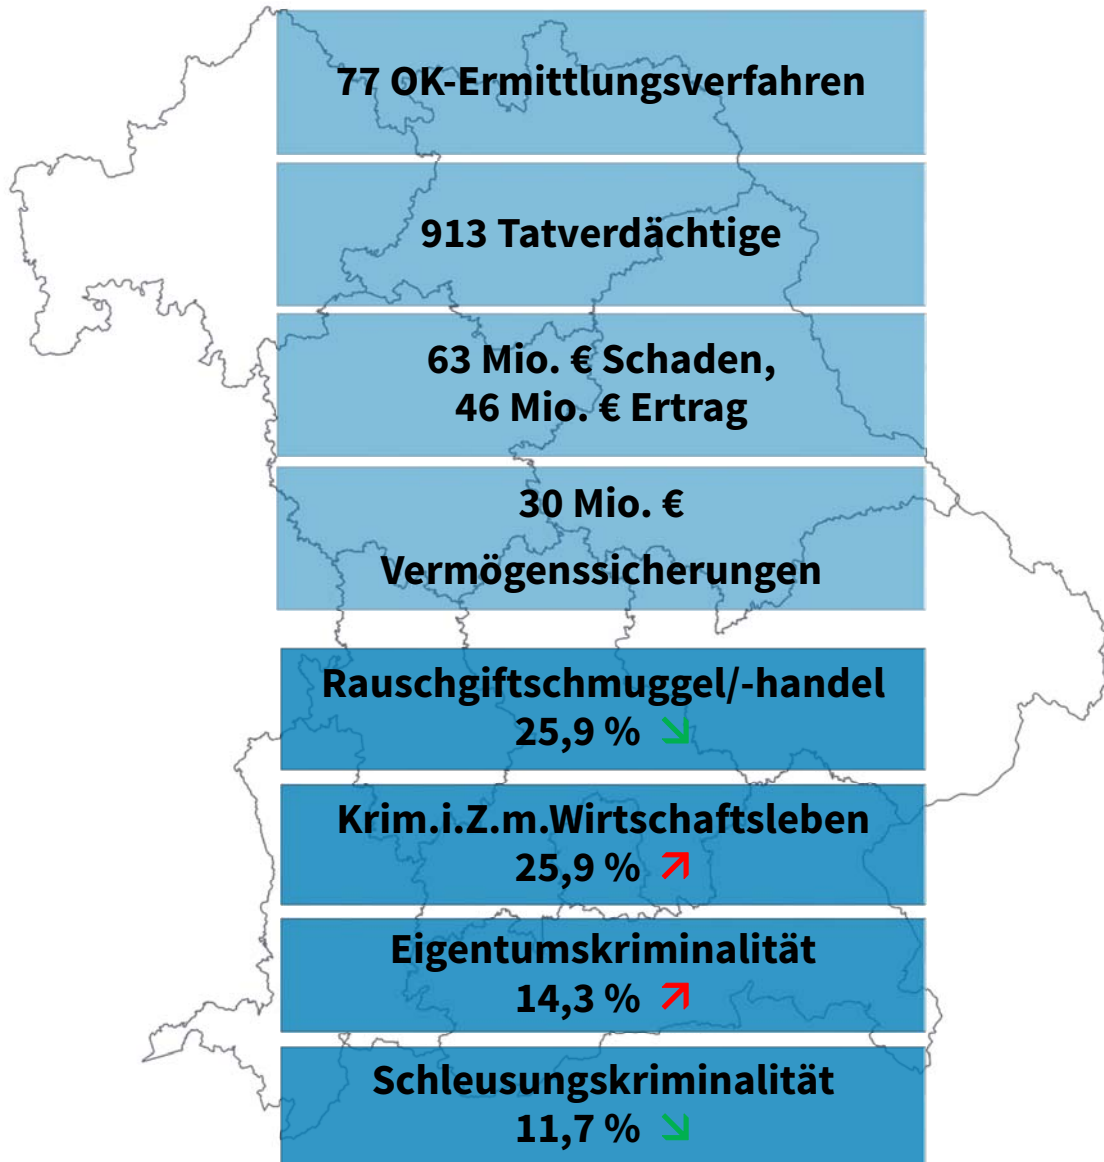 77 OK-Ermittlungsverfahren
913 Tatverdächtige
63 Mio. € Schaden,
46 Mio. € Ertrag
30 Mio. €
Vermögenssicherungen
Rauschgiftschmuggel/-handel
25,9 %
Krim.i.Z.m.Wirtschaftsleben
25,9 %
Eigentumskriminalität
14,3 %
Schleusungskriminalität
11,7 %